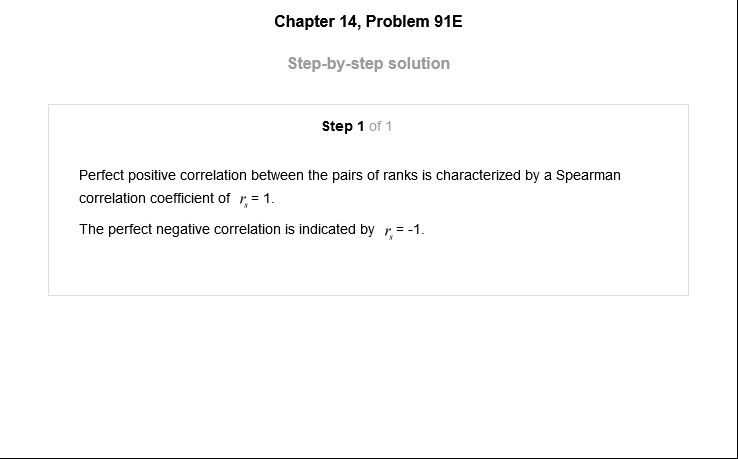 Chapter 14, Problem 91E
Step-by-step solution
Step 1 of 1
Perfect positive correlation between the pairs of ranks is characterized by a Spearman
correlation coefficient of r_s = 1.
The perfect negative correlation is indicated by r_s = -1.